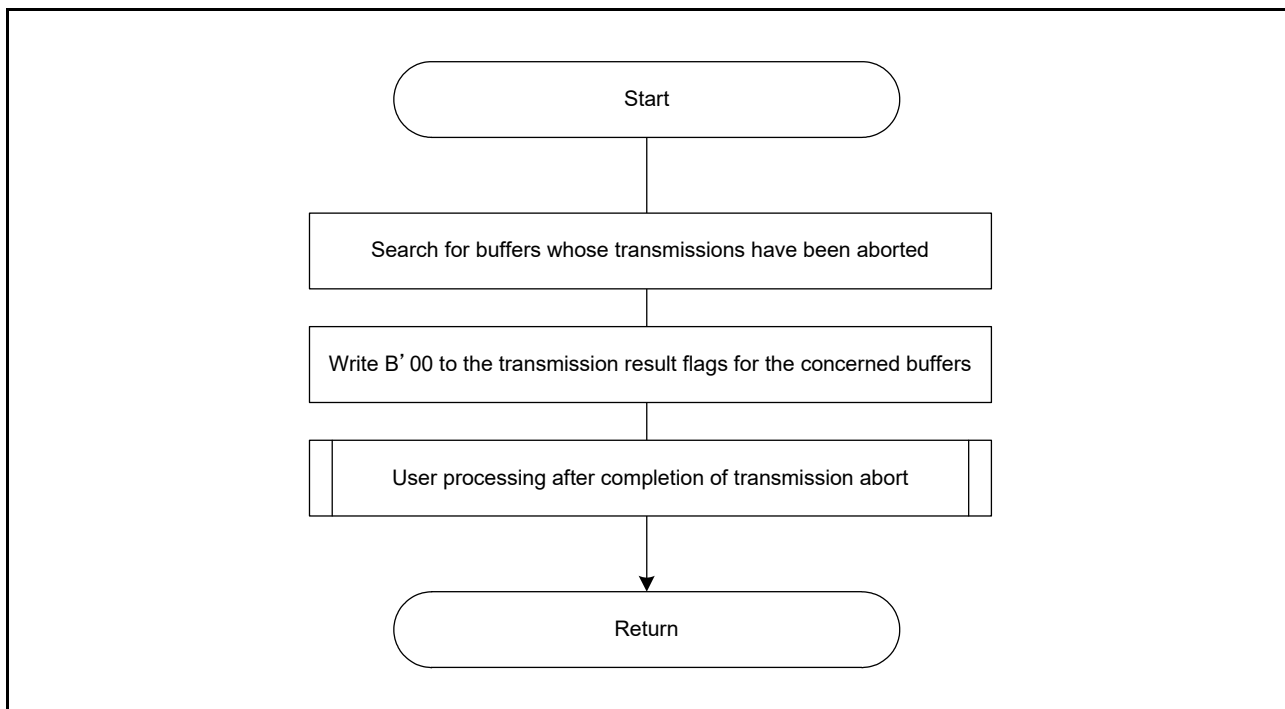 Start
Search for buffers whose transmissions have been aborted
Write B’00 to the transmission result flags for the concerned buffers
User processing after completion of transmission abort
Return